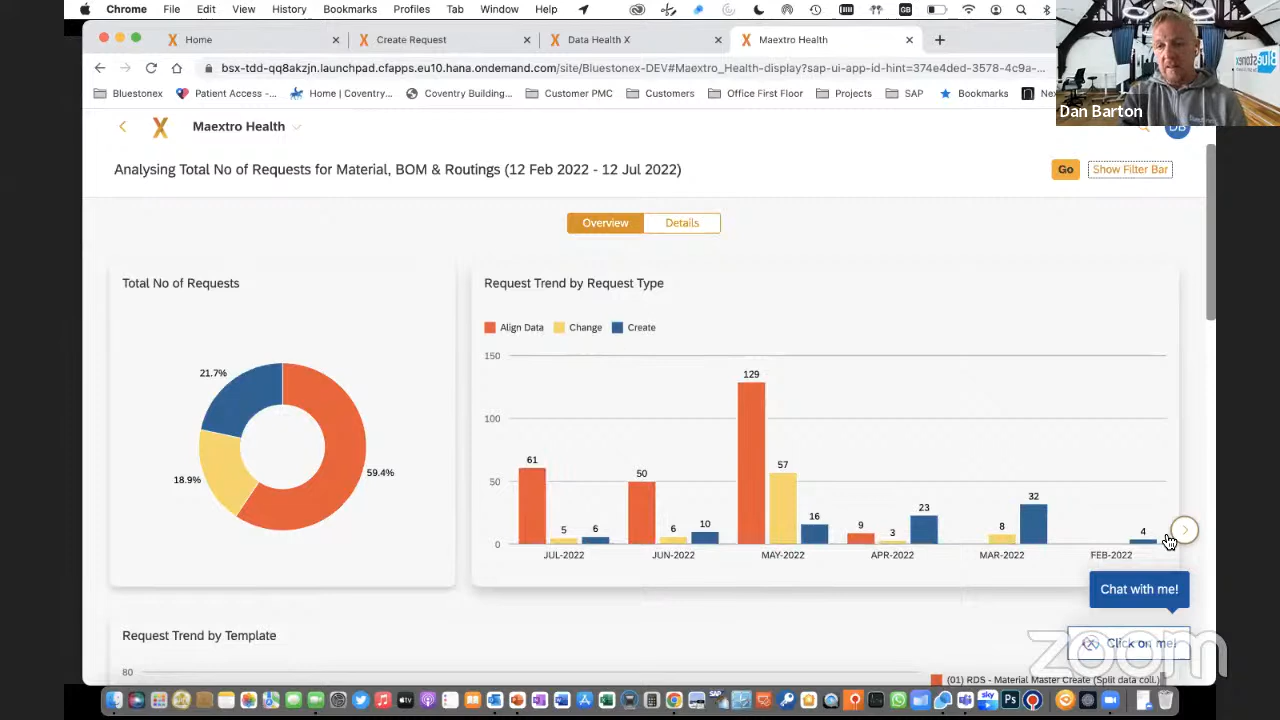 Chrome File Edit View History Bookmarks Profiles Tab Window Help
Home
Create Request
Data Health X
Maextro Health
bsx-tdd-qq8akzjn.launchpad.cfapps.eu10.hana.ondemand.com/site/Bluestonex-DEV#Maextro_Health-display?sap-ui-app-id-hint=374e4ded-3578-4c9a-...
Bluestonex
Patient Access -...
Home | Coventry...
Coventry Building...
Customer PMC
Customers
Office First Floor
Projects
SAP
Bookmarks
Bluestonex
Dan Barton
Maextro Health
DB
Analysing Total No of Requests for Material, BOM & Routings (12 Feb 2022 - 12 Jul 2022)
Go
Show Filter Bar
Overview
Details
Total No of Requests
21.7%
18.9%
59.4%
Request Trend by Request Type
Align Data Change Create
150
100
50
0
61 5 6
50 6 10
129 57 16
9 3 23
8 32
4
JUL-2022 JUN-2022 MAY-2022 APR-2022 MAR-2022 FEB-2022
Chat with me!
Click on me!
zoom
Request Trend by Template
80
(01) RDS - Material Master Create (Split data coll.)